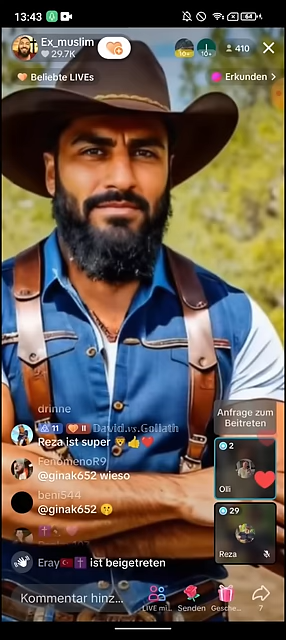 13:43
64
Ex_muslim
29.7K
10+
10+
410
Beliebte LIVEs
Erkunden >
drinne
11 II David.vs.Goliath
Reza ist super 🦁👍❤️
FenomenoR9
@ginak652 wieso
beni544
@ginak652 🤫
Eray🇹🇷✝️ ist beigetreten
Anfrage zum
Beitreten
2
Olli
29
Reza
Kommentar hinz...
LIVE mi...
Senden
Gesche...
7